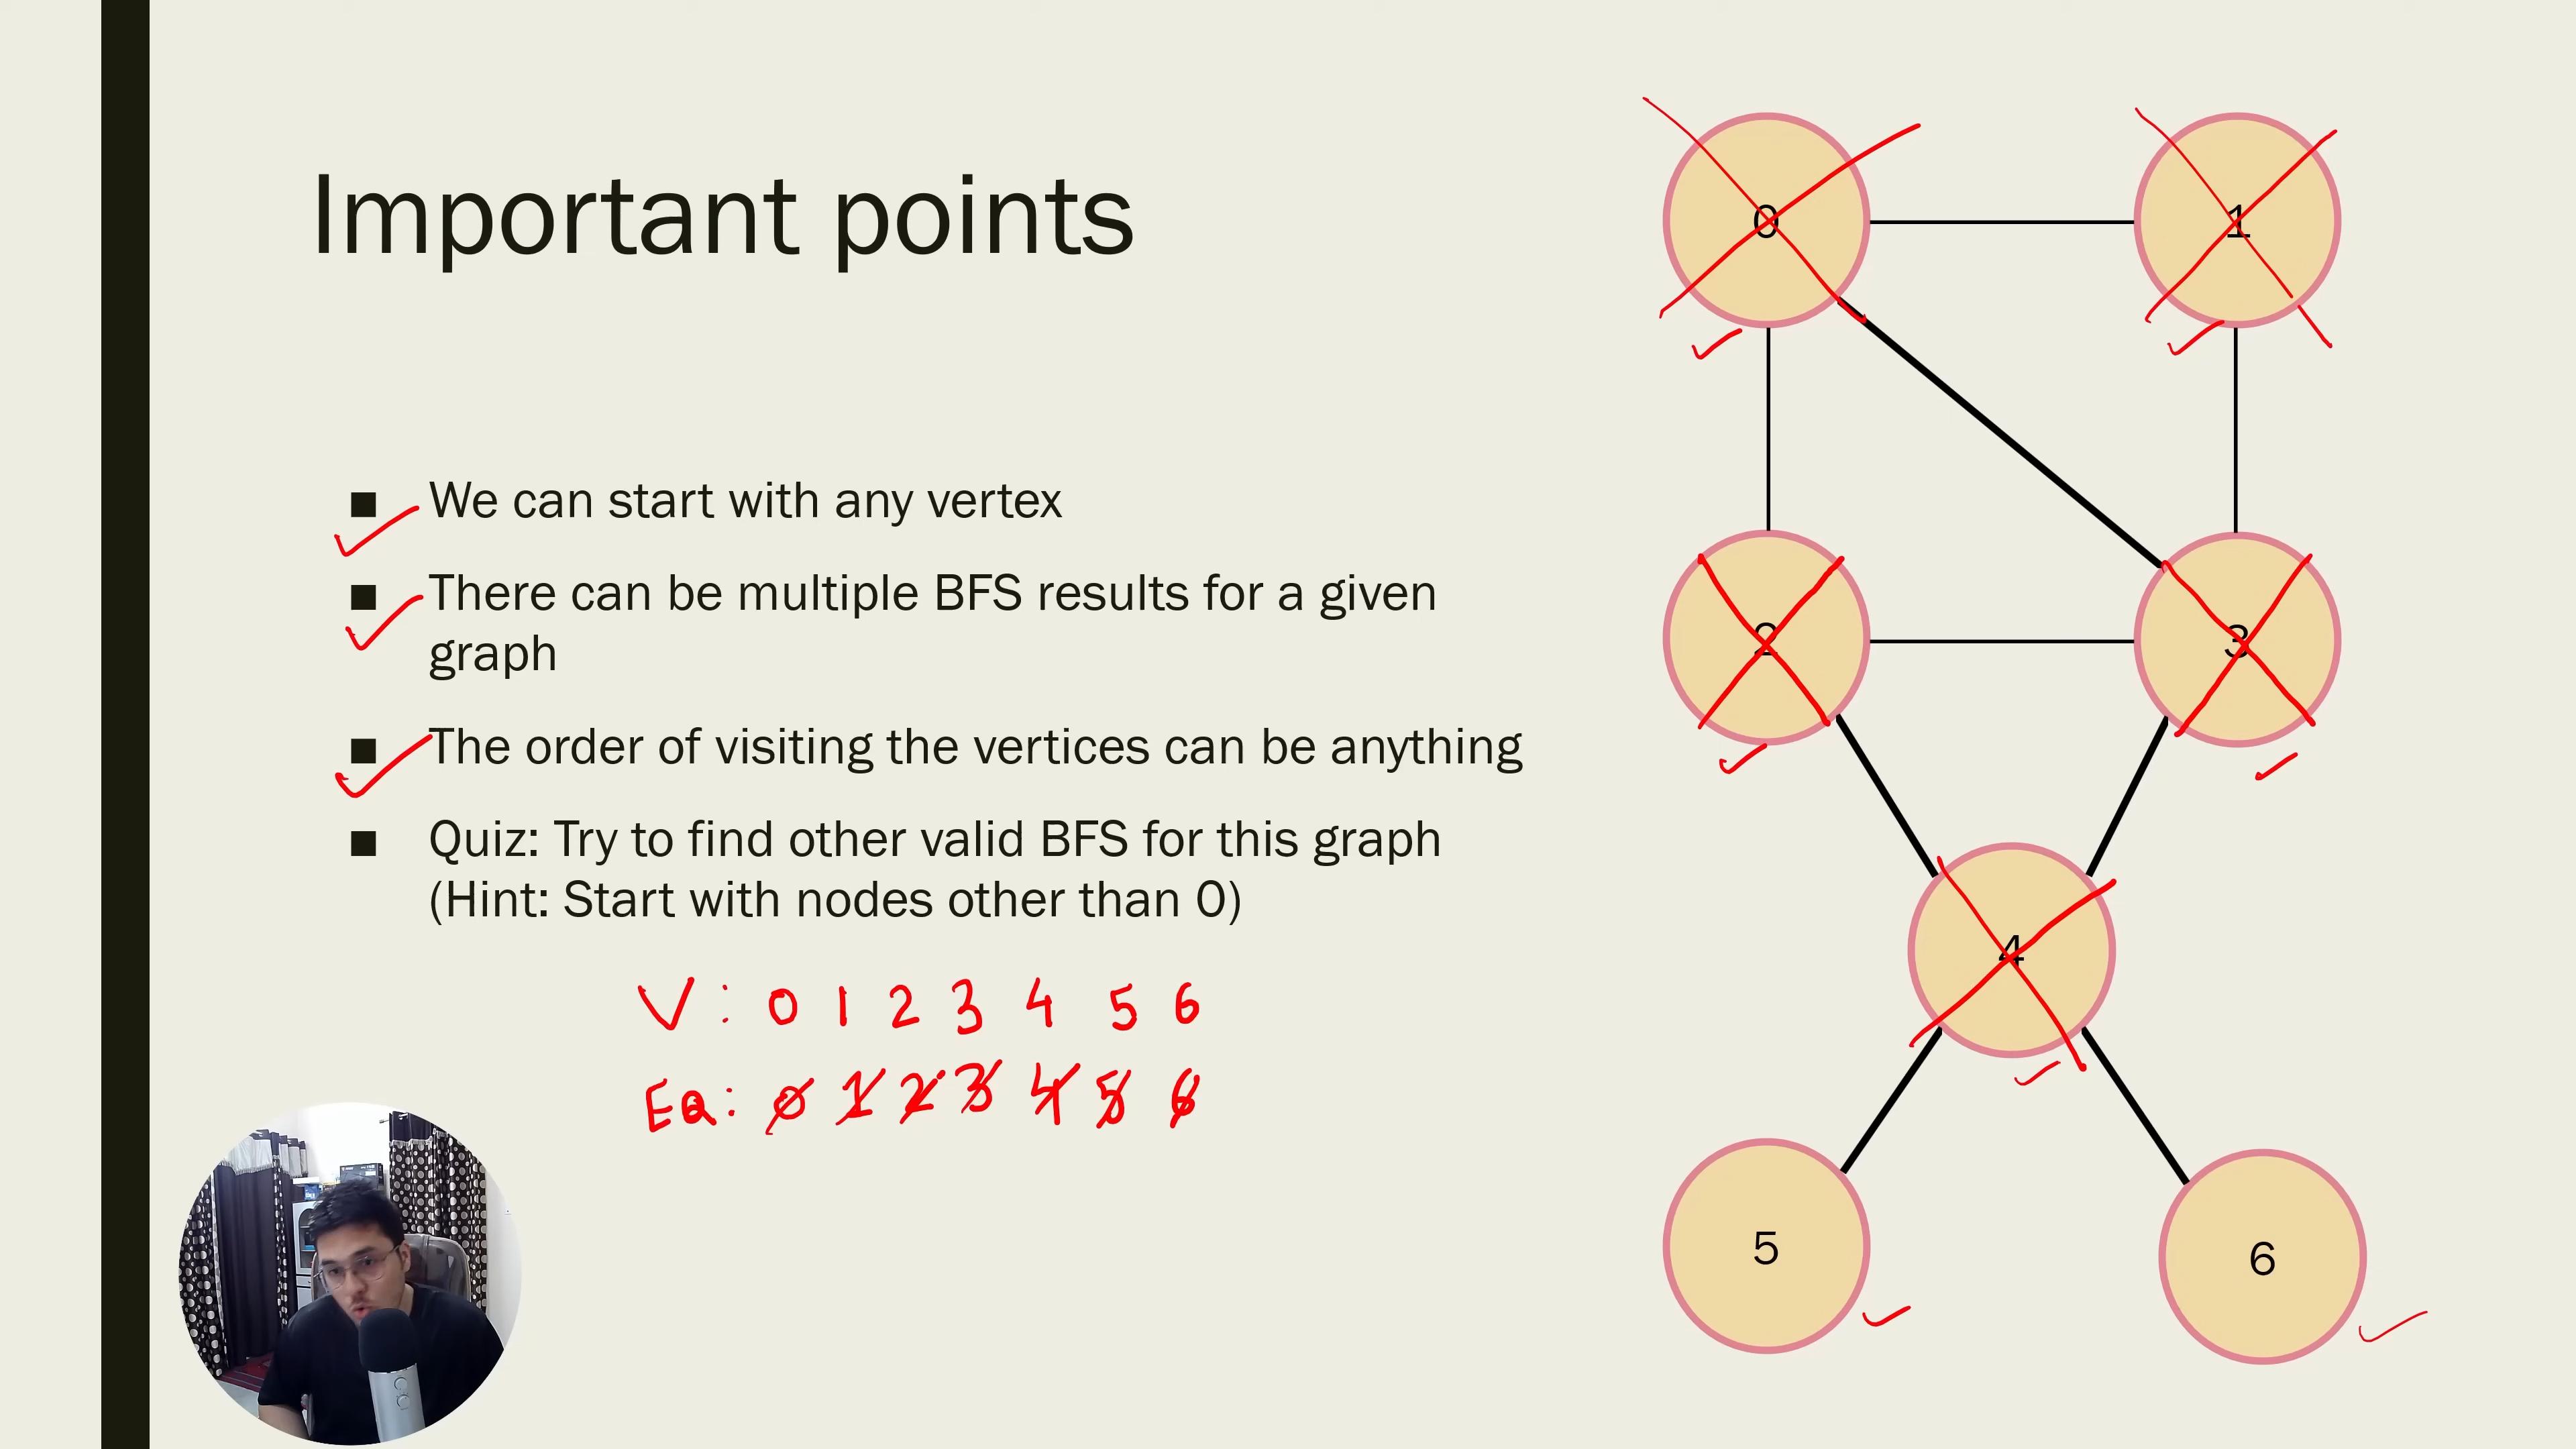 Important points
We can start with any vertex
There can be multiple BFS results for a given
graph
The order of visiting the vertices can be anything
Quiz: Try to find other valid BFS for this graph
(Hint: Start with nodes other than 0)
V: 0 1 2 3 4 5 6
EQ: 0 1 2 3 4 5 6
0
1
2
3
4
5
6